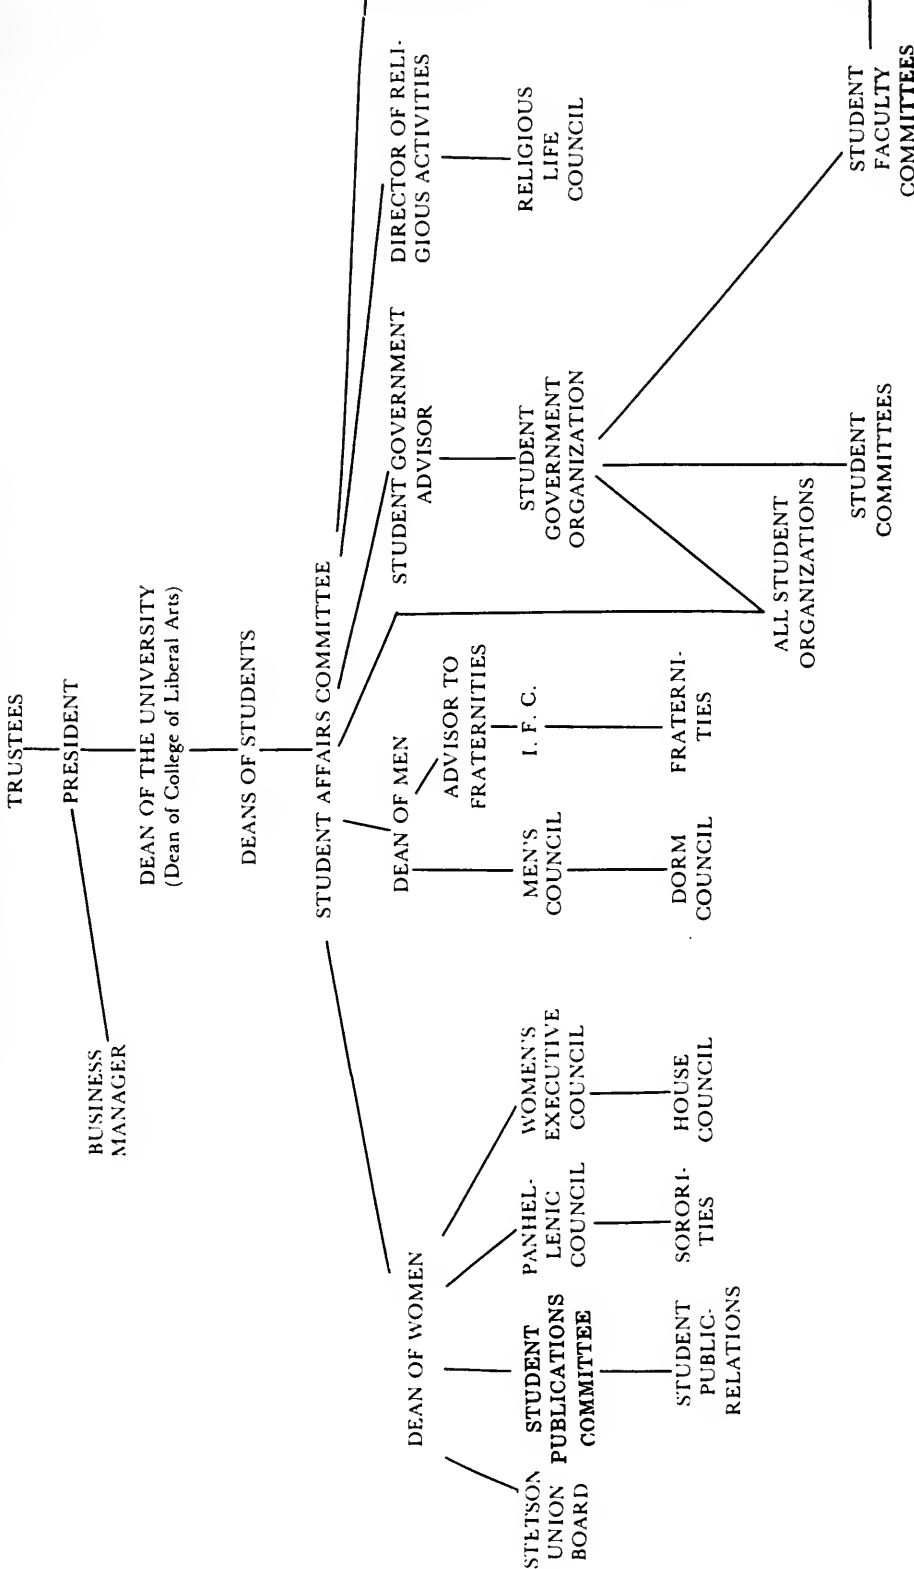 TRUSTEES
PRESIDENT
BUSINESS
MANAGER
DEAN OF THE UNIVERSITY
(Dean of College of Liberal Arts)
DEANS OF STUDENTS
STUDENT AFFAIRS COMMITTEE
DEAN OF WOMEN
DEAN OF MEN
STUDENT GOVERNMENT
ADVISOR
DIRECTOR OF RELI-
GIOUS ACTIVITIES
ADVISOR TO
FRATERNITIES
STETSON
UNION
BOARD
STUDENT
PUBLICATIONS
COMMITTEE
PANHEL-
LENIC
COUNCIL
WOMEN'S
EXECUTIVE
COUNCIL
MEN'S
COUNCIL
I. F. C.
STUDENT
GOVERNMENT
ORGANIZATION
RELIGIOUS
LIFE
COUNCIL
STUDENT
PUBLIC-
RELATIONS
SORORI-
TIES
HOUSE
COUNCIL
DORM
COUNCIL
FRATERNI-
TIES
ALL STUDENT
ORGANIZATIONS
STUDENT
COMMITTEES
STUDENT
FACULTY
COMMITTEES